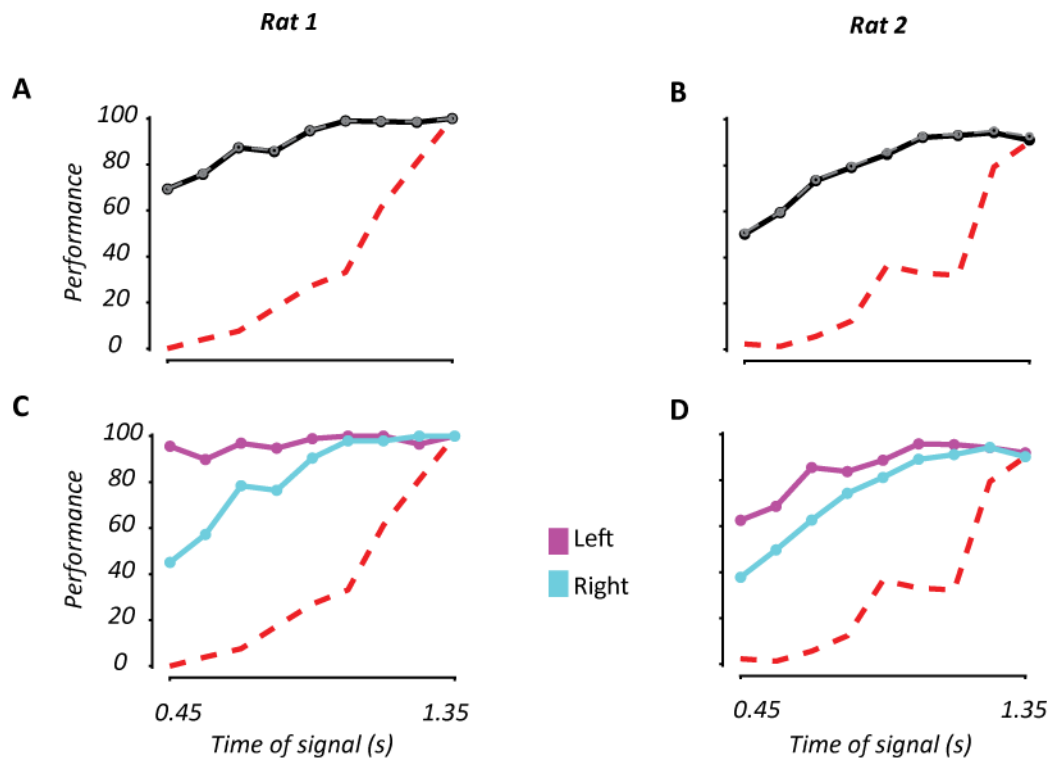 Rat 1
Rat 2
A
B
100
80
60
40
20
0
Performance
C
D
100
80
60
40
20
0
Performance
Left
Right
0.45
1.35
0.45
1.35
Time of signal (s)
Time of signal (s)